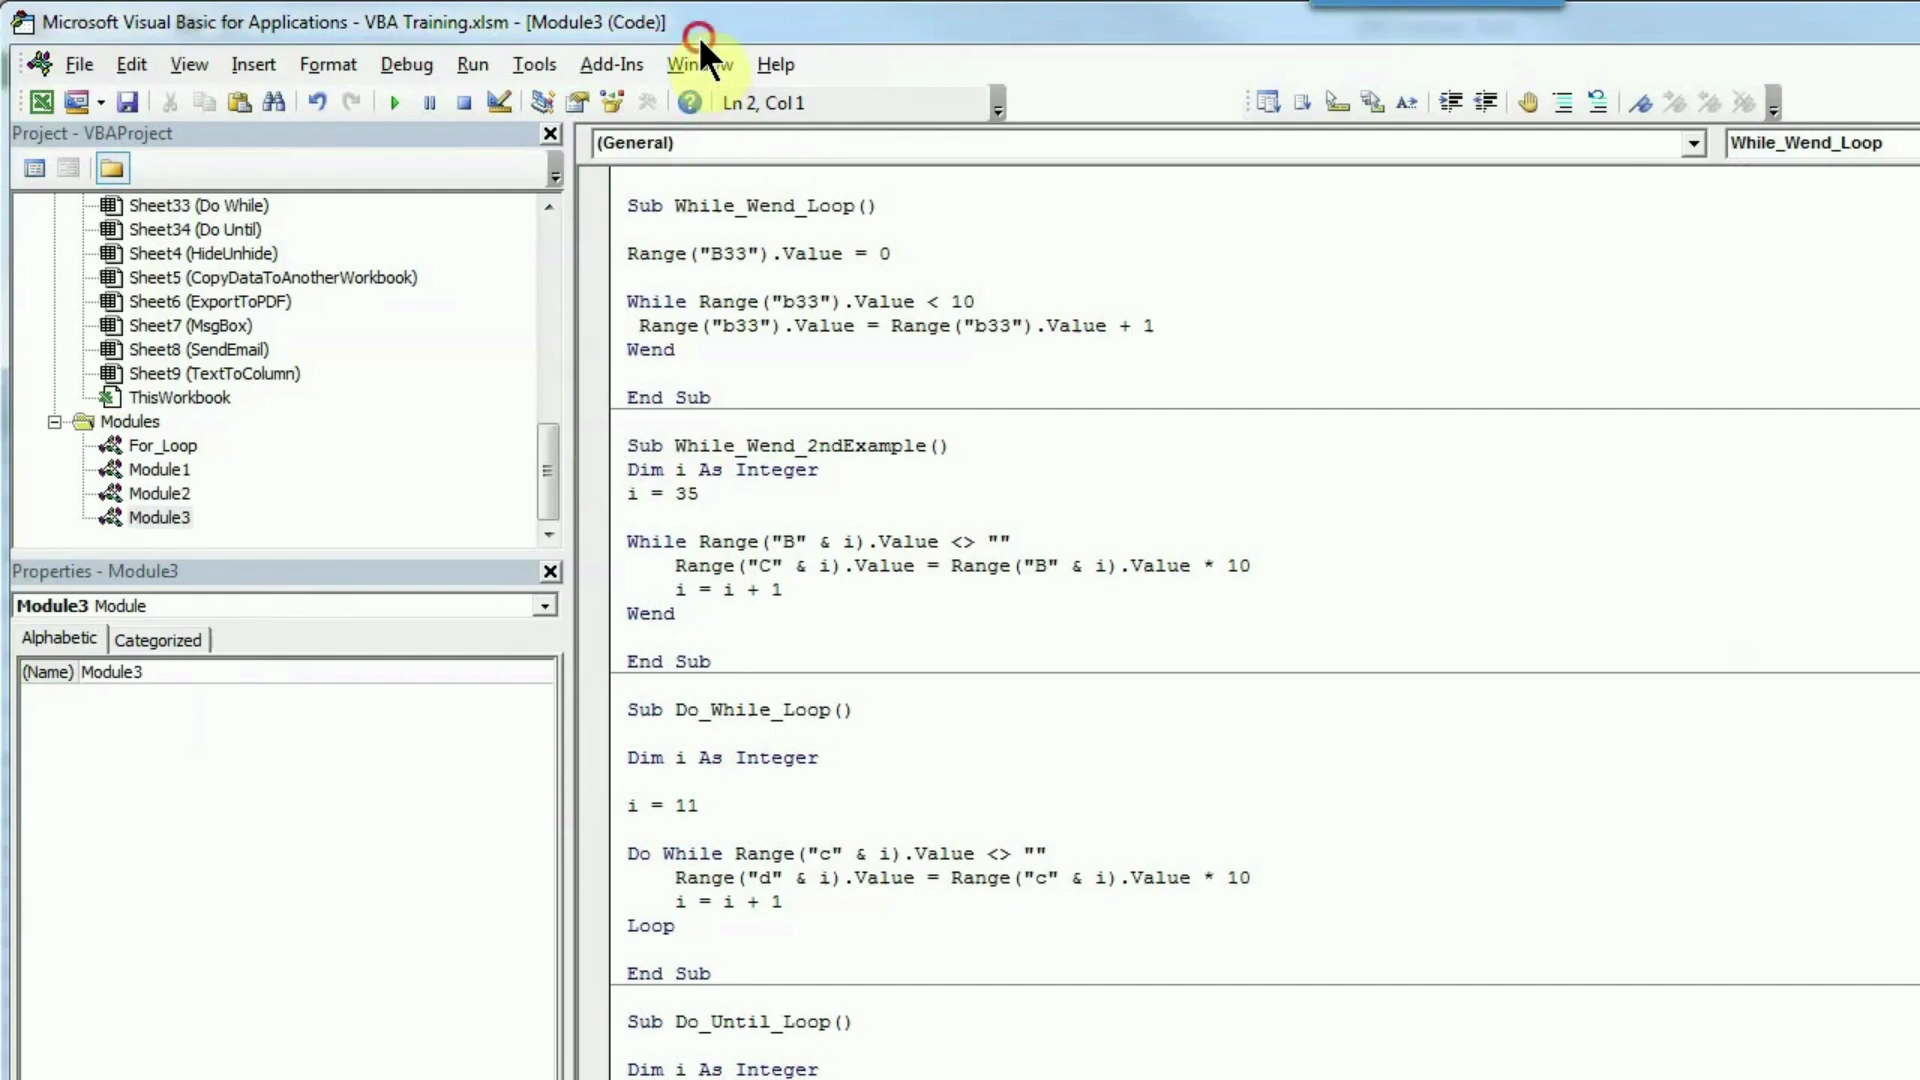 Microsoft Visual Basic for Applications - VBA Training.xlsm - [Module3 (Code)]
File Edit View Insert Format Debug Run Tools Add-Ins Window Help
Ln 2, Col 1
Project - VBAProject
(General)
While_Wend_Loop
Sheet33 (Do While)
Sheet34 (Do Until)
Sheet4 (HideUnhide)
Sheet5 (CopyDataToAnotherWorkbook)
Sheet6 (ExportToPDF)
Sheet7 (MsgBox)
Sheet8 (SendEmail)
Sheet9 (TextToColumn)
ThisWorkbook
Modules
For_Loop
Module1
Module2
Module3
Properties - Module3
Module3 Module
Alphabetic Categorized
(Name) Module3
Sub While_Wend_Loop()
Range("B33").Value = 0
While Range("b33").Value < 10
Range("b33").Value = Range("b33").Value + 1
Wend
End Sub
Sub While_Wend_2ndExample()
Dim i As Integer
i = 35
While Range("B" & i).Value <> ""
Range("C" & i).Value = Range("B" & i).Value * 10
i = i + 1
Wend
End Sub
Sub Do_While_Loop()
Dim i As Integer
i = 11
Do While Range("c" & i).Value <> ""
Range("d" & i).Value = Range("c" & i).Value * 10
i = i + 1
Loop
End Sub
Sub Do_Until_Loop()
Dim i As Integer